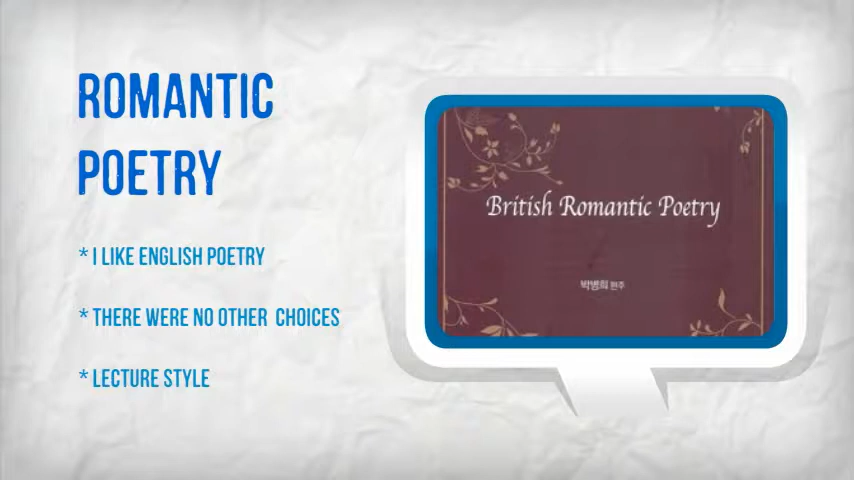 ROMANTIC
POETRY
* I LIKE ENGLISH POETRY
* THERE WERE NO OTHER CHOICES
* LECTURE STYLE
British Romantic Poetry
박병희 편주